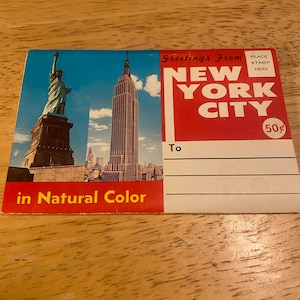 Greetings From
PLACE
STAMP
HERE
NEW
YORK
CITY
50¢
To
in Natural Color